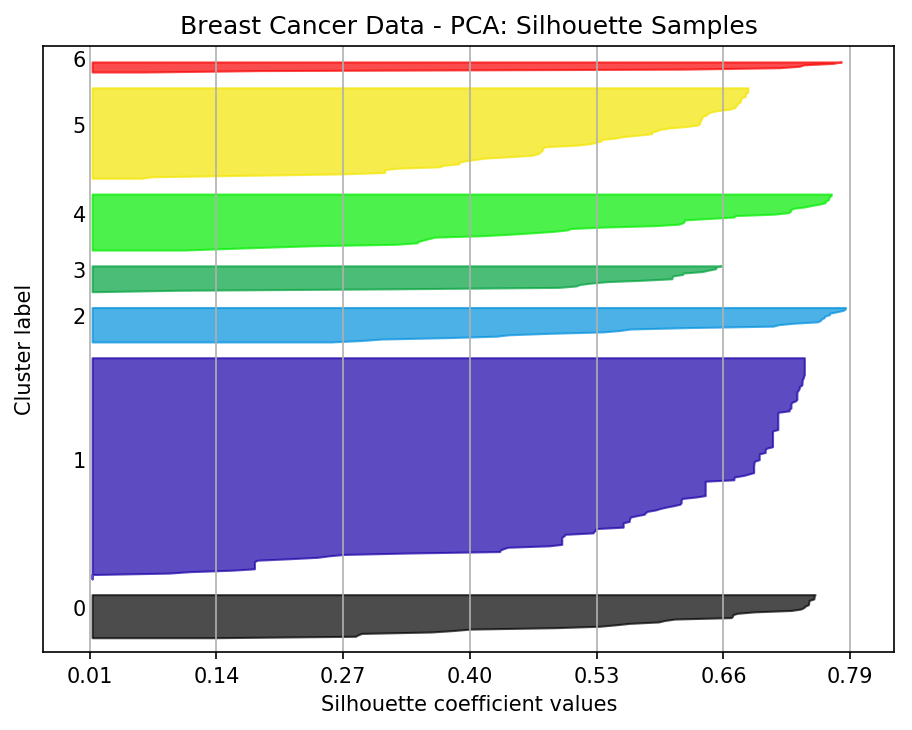 Breast Cancer Data - PCA: Silhouette Samples
6
5
4
3
2
1
0
Cluster label
0.01 0.14 0.27 0.40 0.53 0.66 0.79
Silhouette coefficient values